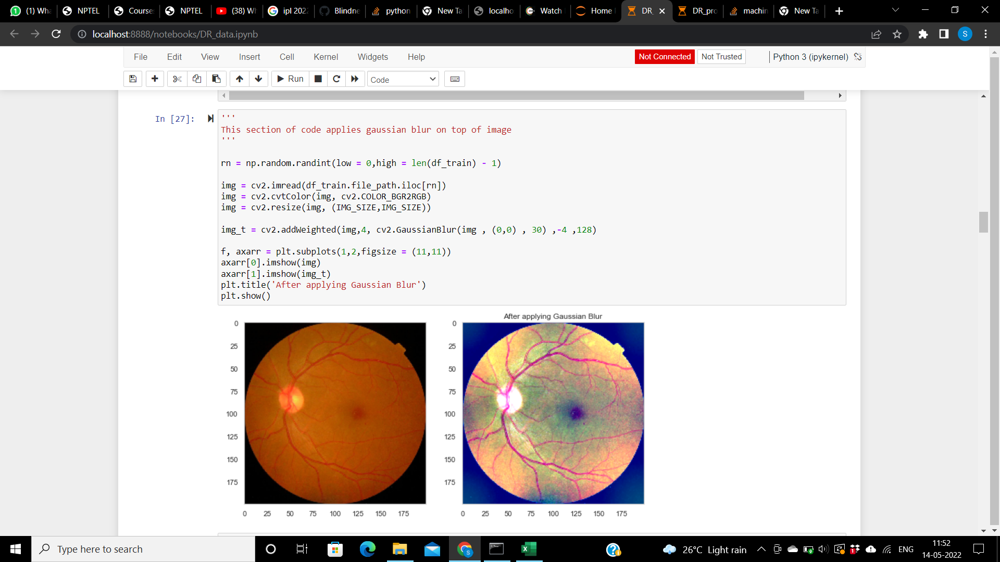 (1) Wha NPTEL Course NPTEL (38) Wh ipl 202 Blindne python New Ta localho Watch Home DR_ DR_pro machin New Ta
localhost:8888/notebooks/DR_data.ipynb S
File Edit View Insert Cell Kernel Widgets Help Not Connected Not Trusted Python 3 (ipykernel)
Run Code
In [27]:
'''
This section of code applies gaussian blur on top of image
'''
rn = np.random.randint(low = 0,high = len(df_train) - 1)
img = cv2.imread(df_train.file_path.iloc[rn])
img = cv2.cvtColor(img, cv2.COLOR_BGR2RGB)
img = cv2.resize(img, (IMG_SIZE,IMG_SIZE))
img_t = cv2.addWeighted(img,4, cv2.GaussianBlur(img , (0,0) , 30) ,-4 ,128)
f, axarr = plt.subplots(1,2,figsize = (11,11))
axarr[0].imshow(img)
axarr[1].imshow(img_t)
plt.title('After applying Gaussian Blur')
plt.show()
After applying Gaussian Blur
0 0
25 25
50 50
75 75
100 100
125 125
150 150
175 175
0 25 50 75 100 125 150 175 0 25 50 75 100 125 150 175
Type here to search
26°C Light rain
ENG
11:52
14-05-2022